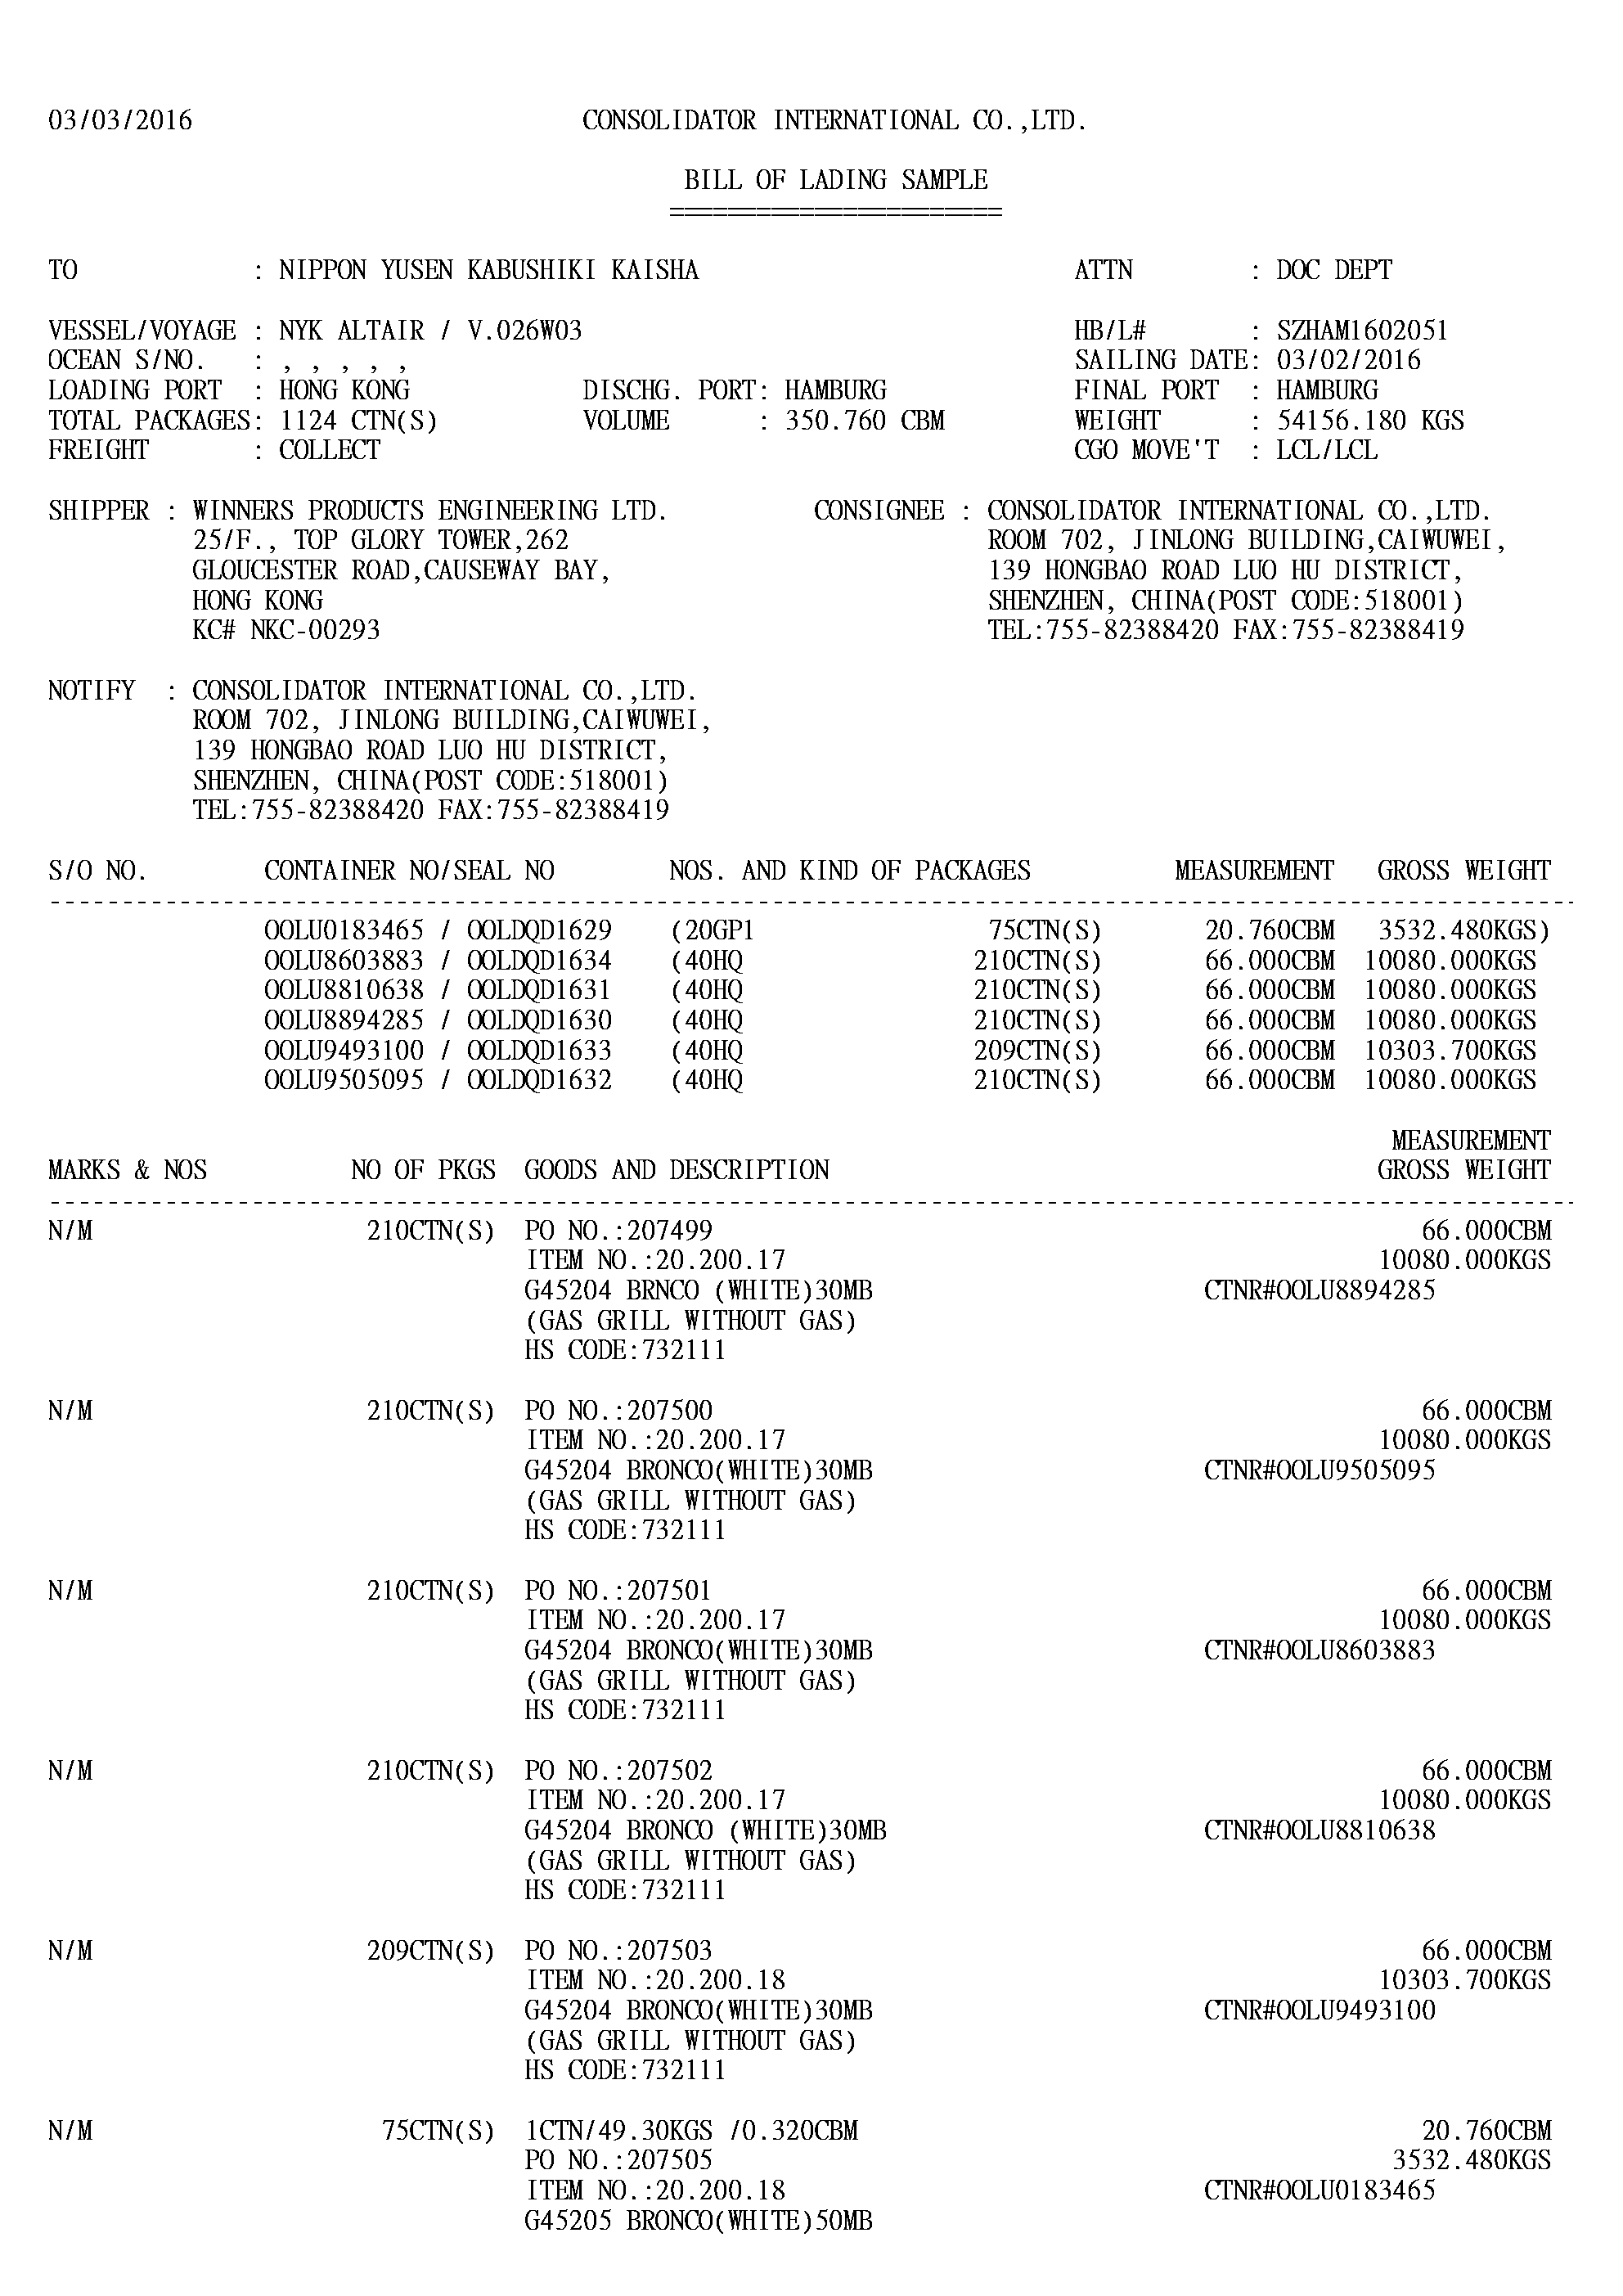 03/03/2016 CONSOLIDATOR INTERNATIONAL CO.,LTD.
BILL OF LADING SAMPLE
=====================
TO : NIPPON YUSEN KABUSHIKI KAISHA ATTN : DOC DEPT
VESSEL/VOYAGE : NYK ALTAIR / V.026W03 HB/L# : SZHAM1602051
OCEAN S/NO. : , , , , , SAILING DATE: 03/02/2016
LOADING PORT : HONG KONG DISCHG. PORT: HAMBURG FINAL PORT : HAMBURG
TOTAL PACKAGES: 1124 CTN(S) VOLUME : 350.760 CBM WEIGHT : 54156.180 KGS
FREIGHT : COLLECT CGO MOVE'T : LCL/LCL
SHIPPER : WINNERS PRODUCTS ENGINEERING LTD. CONSIGNEE : CONSOLIDATOR INTERNATIONAL CO.,LTD.
25/F., TOP GLORY TOWER,262 ROOM 702, JINLONG BUILDING,CAIWUWEI,
GLOUCESTER ROAD,CAUSEWAY BAY, 139 HONGBAO ROAD LUO HU DISTRICT,
HONG KONG SHENZHEN, CHINA(POST CODE:518001)
KC# NKC-00293 TEL:755-82388420 FAX:755-82388419
NOTIFY : CONSOLIDATOR INTERNATIONAL CO.,LTD.
ROOM 702, JINLONG BUILDING,CAIWUWEI,
139 HONGBAO ROAD LUO HU DISTRICT,
SHENZHEN, CHINA(POST CODE:518001)
TEL:755-82388420 FAX:755-82388419
S/O NO. CONTAINER NO/SEAL NO NOS. AND KIND OF PACKAGES MEASUREMENT GROSS WEIGHT
OOLU0183465 / OOLDQD1629 (20GP1 75CTN(S) 20.760CBM 3532.480KGS)
OOLU8603883 / OOLDQD1634 (40HQ 210CTN(S) 66.000CBM 10080.000KGS
OOLU8810638 / OOLDQD1631 (40HQ 210CTN(S) 66.000CBM 10080.000KGS
OOLU8894285 / OOLDQD1630 (40HQ 210CTN(S) 66.000CBM 10080.000KGS
OOLU9493100 / OOLDQD1633 (40HQ 209CTN(S) 66.000CBM 10303.700KGS
OOLU9505095 / OOLDQD1632 (40HQ 210CTN(S) 66.000CBM 10080.000KGS
MEASUREMENT
MARKS & NOS NO OF PKGS GOODS AND DESCRIPTION GROSS WEIGHT
N/M 210CTN(S) PO NO.:207499 66.000CBM
ITEM NO.:20.200.17 10080.000KGS
G45204 BRNCO (WHITE)30MB CTNR#OOLU8894285
(GAS GRILL WITHOUT GAS)
HS CODE:732111
N/M 210CTN(S) PO NO.:207500 66.000CBM
ITEM NO.:20.200.17 10080.000KGS
G45204 BRONCO(WHITE)30MB CTNR#OOLU9505095
(GAS GRILL WITHOUT GAS)
HS CODE:732111
N/M 210CTN(S) PO NO.:207501 66.000CBM
ITEM NO.:20.200.17 10080.000KGS
G45204 BRONCO(WHITE)30MB CTNR#OOLU8603883
(GAS GRILL WITHOUT GAS)
HS CODE:732111
N/M 210CTN(S) PO NO.:207502 66.000CBM
ITEM NO.:20.200.17 10080.000KGS
G45204 BRONCO (WHITE)30MB CTNR#OOLU8810638
(GAS GRILL WITHOUT GAS)
HS CODE:732111
N/M 209CTN(S) PO NO.:207503 66.000CBM
ITEM NO.:20.200.18 10303.700KGS
G45204 BRONCO(WHITE)30MB CTNR#OOLU9493100
(GAS GRILL WITHOUT GAS)
HS CODE:732111
N/M 75CTN(S) 1CTN/49.30KGS /0.320CBM 20.760CBM
PO NO.:207505 3532.480KGS
ITEM NO.:20.200.18 CTNR#OOLU0183465
G45205 BRONCO(WHITE)50MB